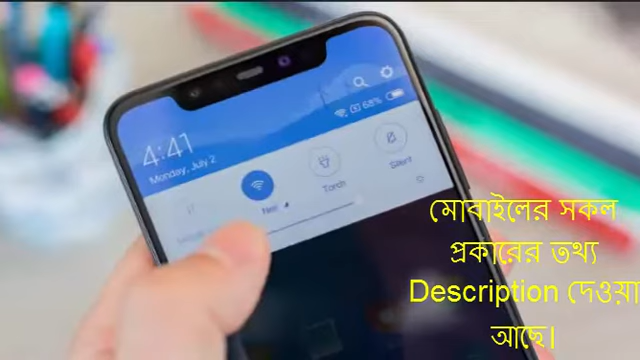 4:41
Monday, July 2
68%
Torch
Silent
মোবাইলের সকল
প্রকারের তথ্য
Description দেওয়া
আছে।